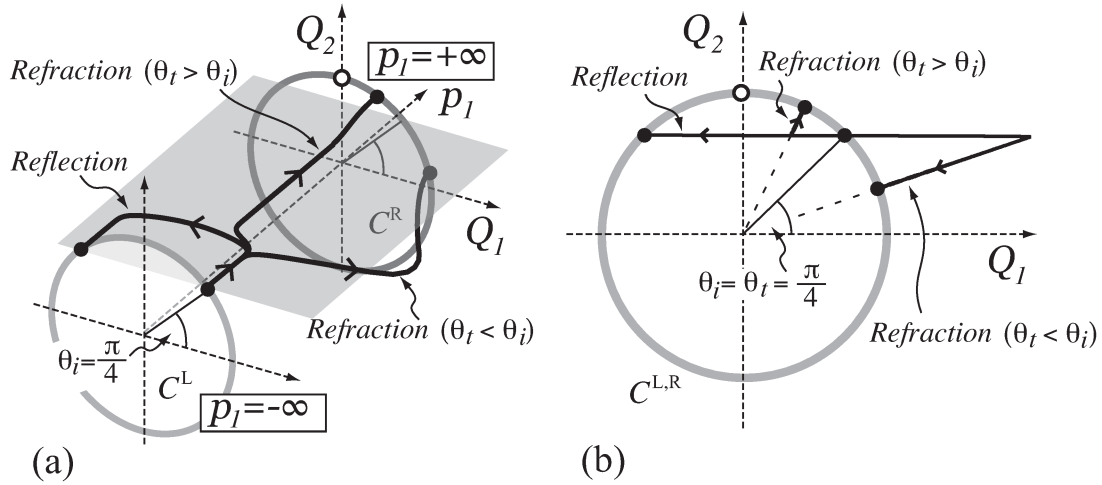 Q₂
p₁=+∞
Refraction (θₜ > θᵢ)
p₁
Reflection
Cᴿ
Q₁
θᵢ= π/4
Refraction (θₜ < θᵢ)
Cᴸ
p₁=-∞
(a)
Q₂
Reflection
Refraction (θₜ > θᵢ)
Q₁
θᵢ= θₜ = π/4
Refraction (θₜ < θᵢ)
Cᴸ,ᴿ
(b)